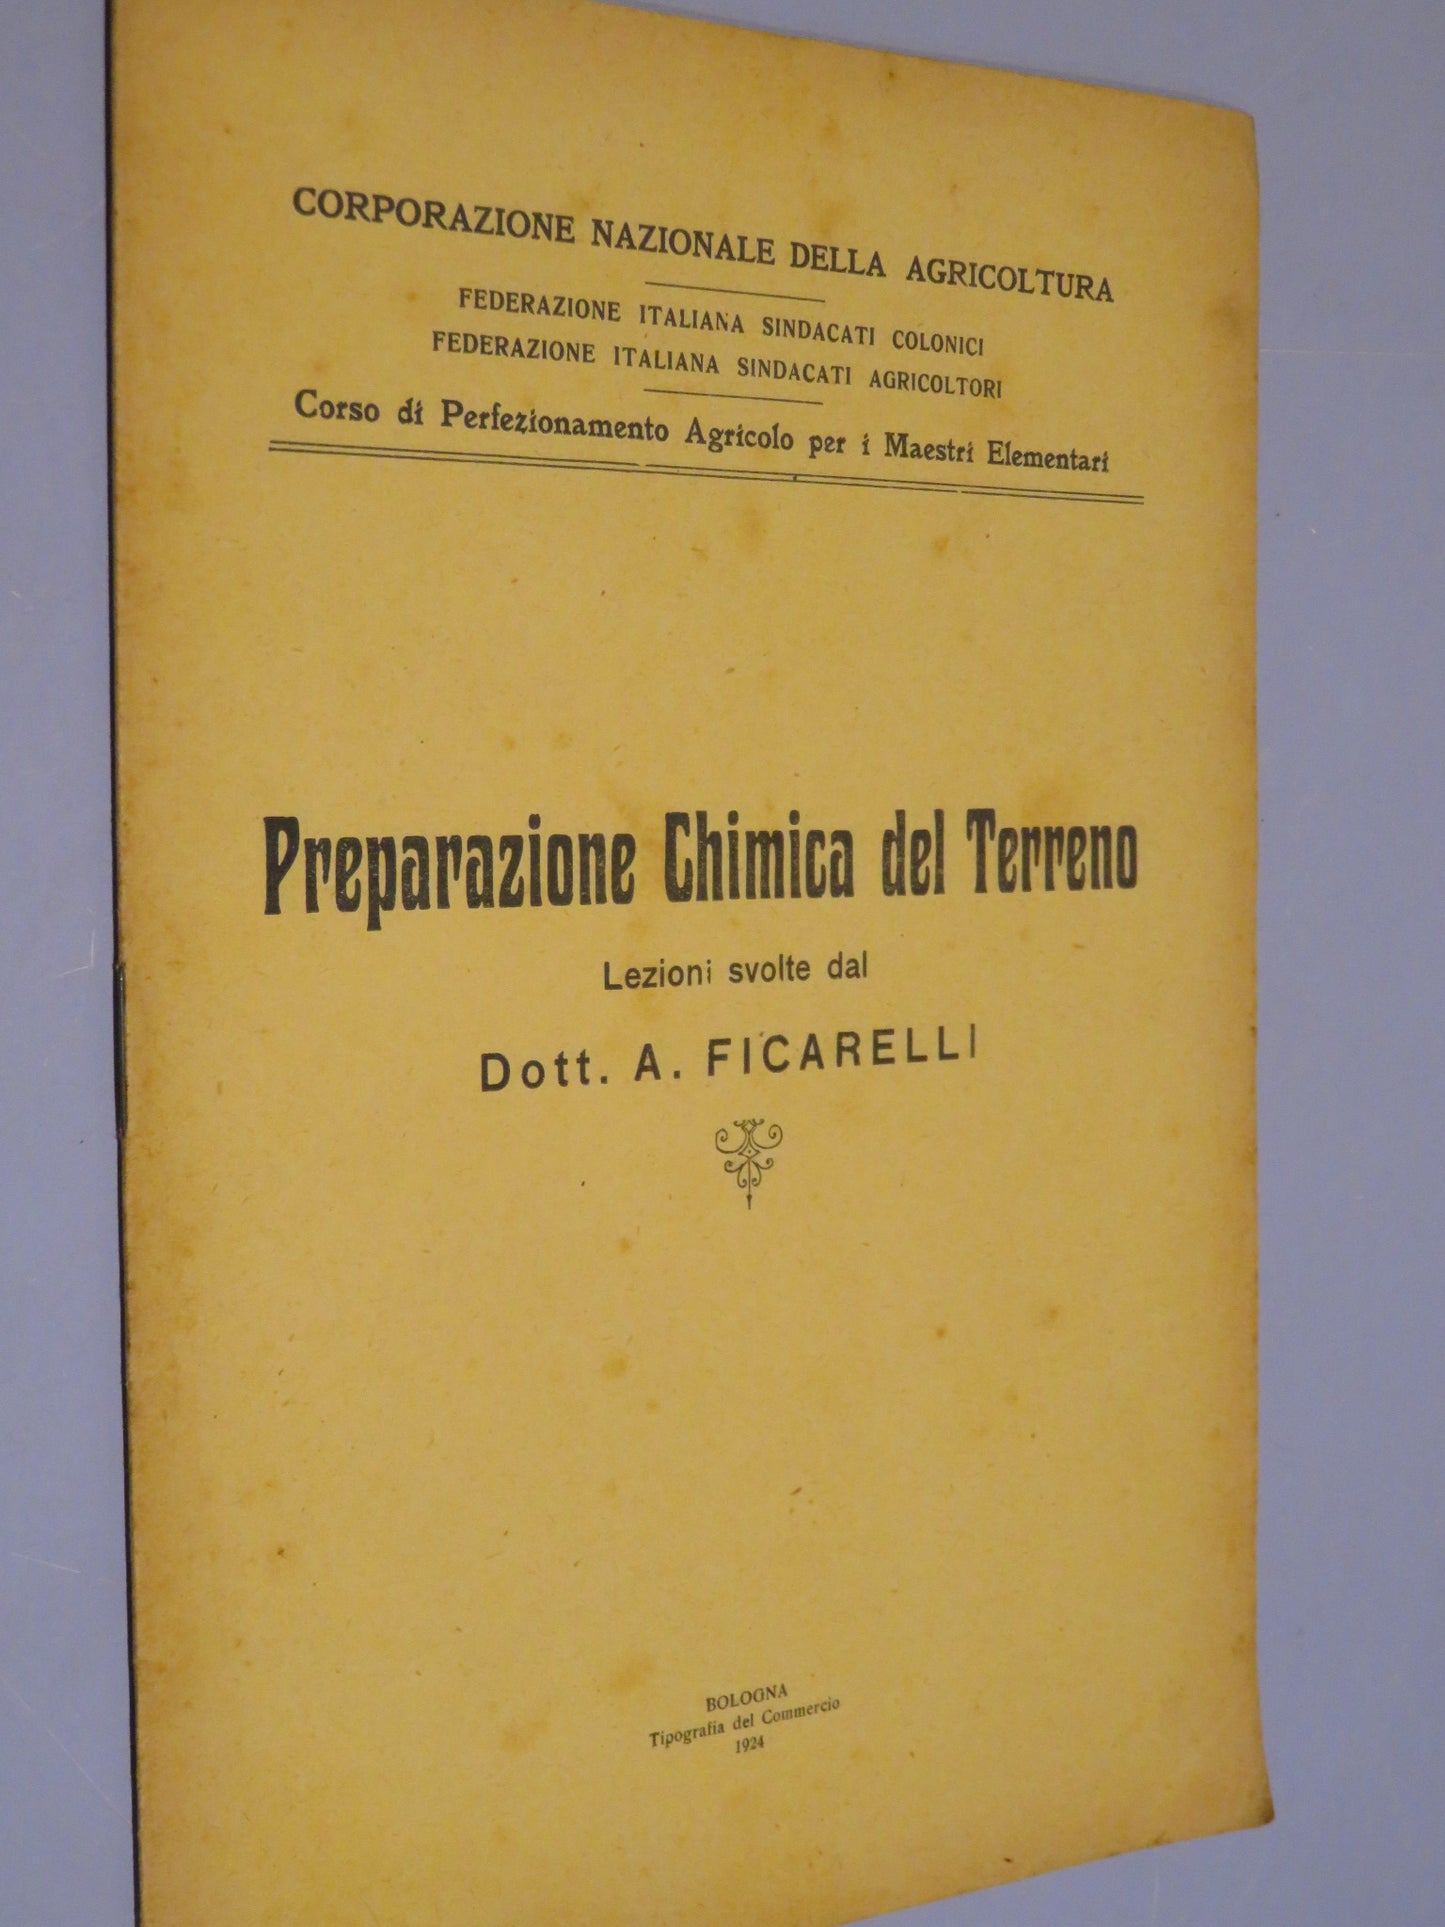 CORPORAZIONE NAZIONALE DELLA AGRICOLTURA
FEDERAZIONE ITALIANA SINDACATI COLONICI
FEDERAZIONE ITALIANA SINDACATI AGRICOLTORI
Corso di Perfezionamento Agricolo per i Maestri Elementari
Preparazione Chimica del Terreno
Lezioni svolte dal
Dott. A. FICARELLI
BOLOGNA
Tipografia del Commercio
1924